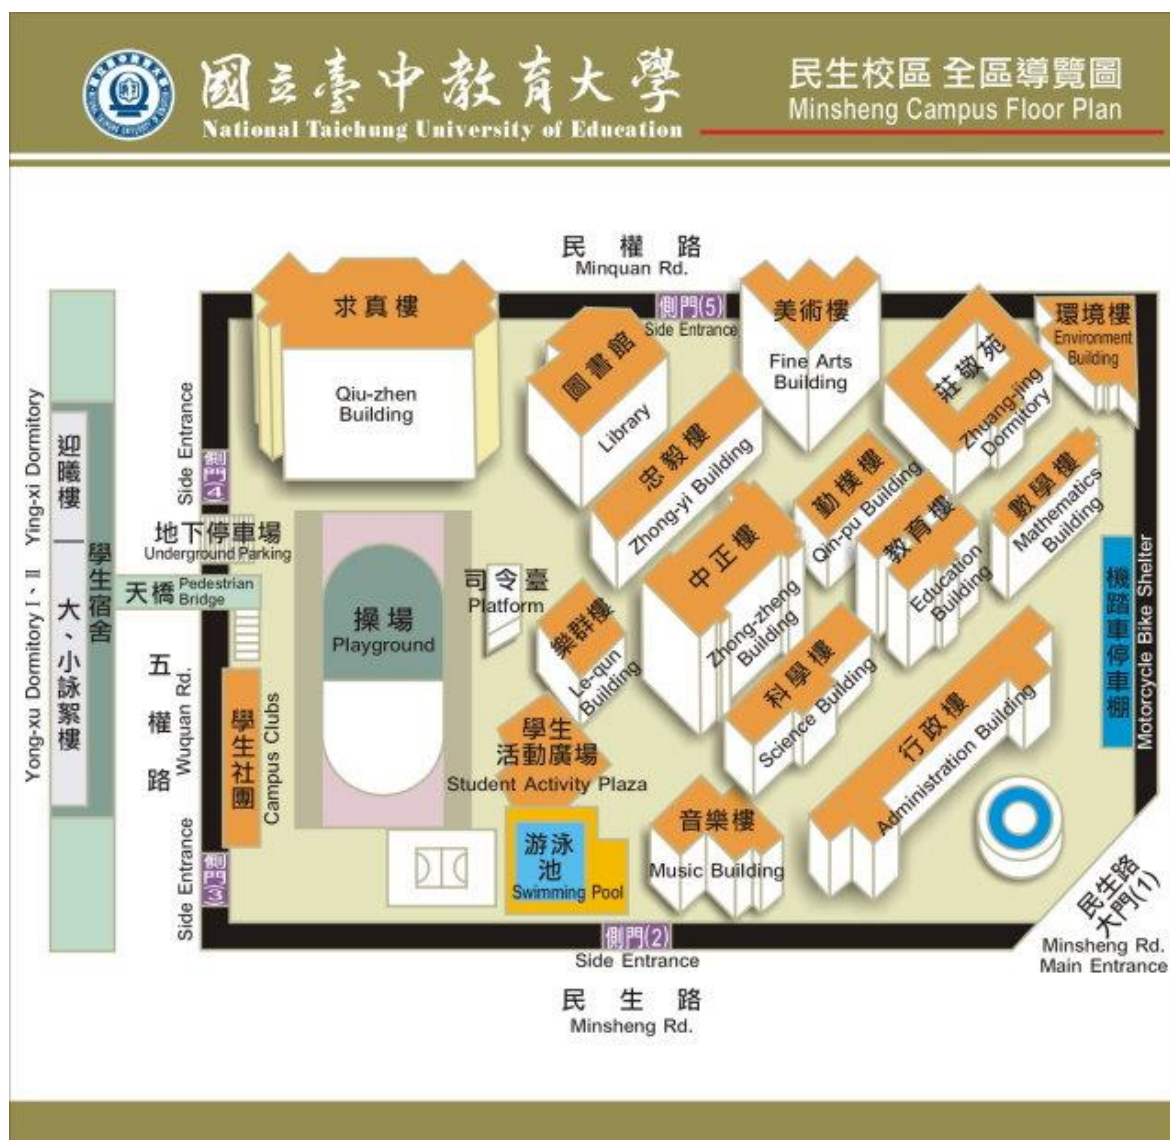 國立臺中教育大學
National Taichung University of Education
民生校區 全區導覽圖
Minsheng Campus Floor Plan
民權路
Minquan Rd.
側門(5)
Side Entrance
求真樓
Qiu-zhen
Building
圖書館
Library
美術樓
Fine Arts
Building
莊敬苑
Zhuang-jing
Dormitory
環境樓
Environment
Building
忠毅樓
Zhong-yi Building
勤樸樓
Qin-pu Building
教育樓
Education
Building
數學樓
Mathematics
Building
Side Entrance
側門(4)
迎曦樓
Ying-xi Dormitory
學生宿舍
大、小詠絮樓
Yong-xu Dormitory I、II
地下停車場
Underground Parking
天橋
Pedestrian
Bridge
操場
Playground
司令臺
Platform
樂群樓
Le-qun
Building
中正樓
Zhong-zheng
Building
科學樓
Science Building
機踏車停車棚
Motorcycle Bike Shelter
五權路
Wuquan Rd.
學生社團
Campus Clubs
學生
活動廣場
Student Activity Plaza
行政樓
Administration Building
音樂樓
Music Building
游泳
池
Swimming Pool
Side Entrance
側門(3)
側門(2)
Side Entrance
民生路
大門(1)
Minsheng Rd.
Main Entrance
民生路
Minsheng Rd.